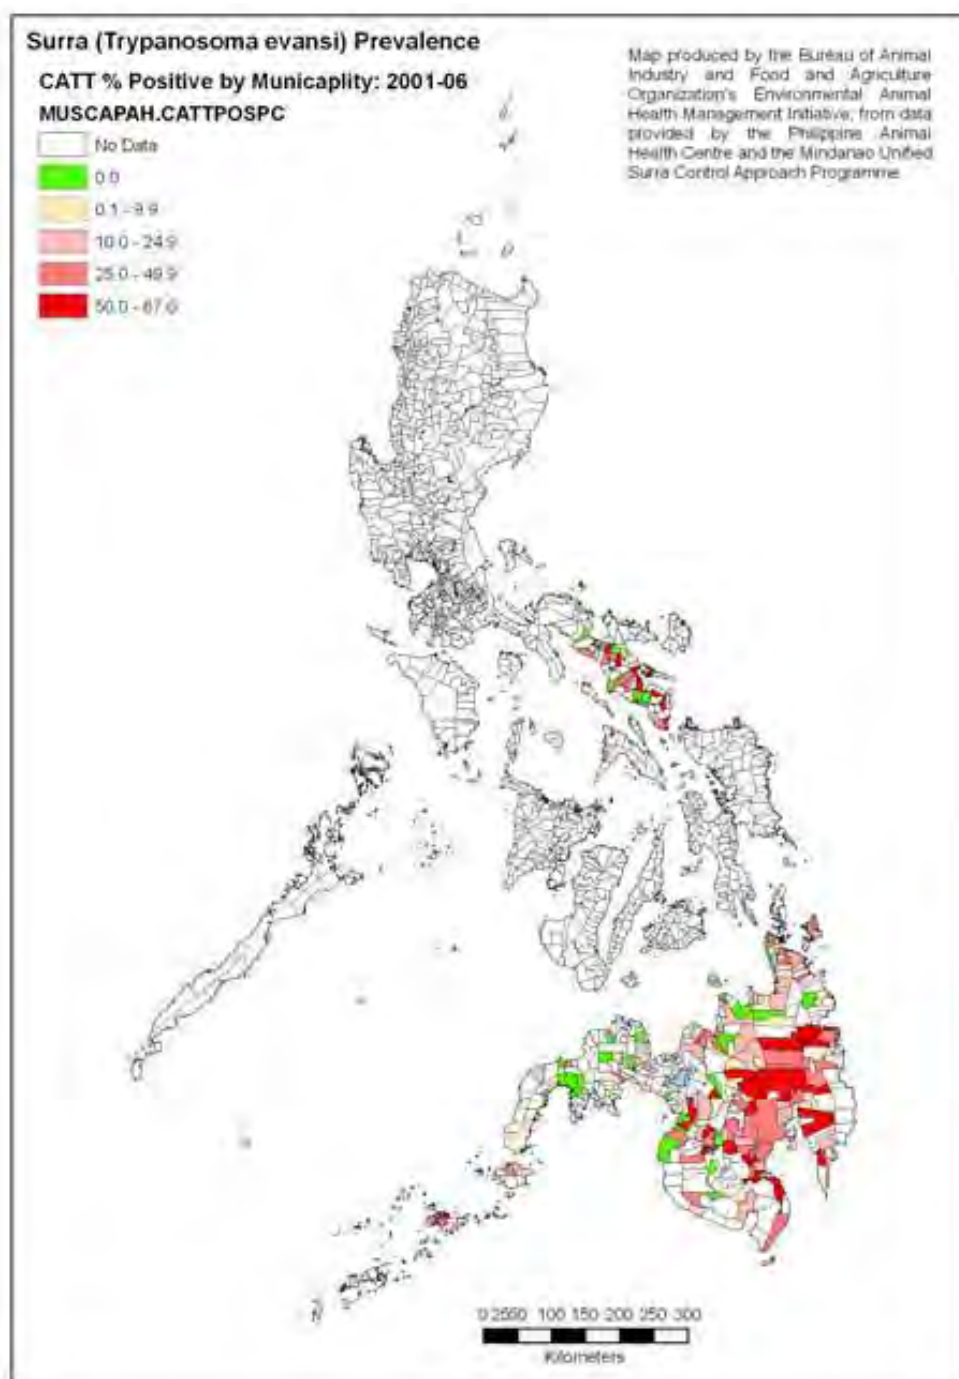 Surra (Trypanosoma evansi) Prevalence
CATT % Positive by Municaplity: 2001-06
MUSCAPAH.CATTPOSPC
No Data
0.0
0.1 - 9.9
10.0 - 24.9
25.0 - 49.9
50.0 - 67.6
Map produced by the Bureau of Animal
Industry and Food and Agriculture
Organization's Environmental Animal
Health Management Initiative, from data
provided by the Philippine Animal
Health Centre and the Mindanao Unified
Surra Control Approach Programme
0 2550 100 150 200 250 300
Kilometers